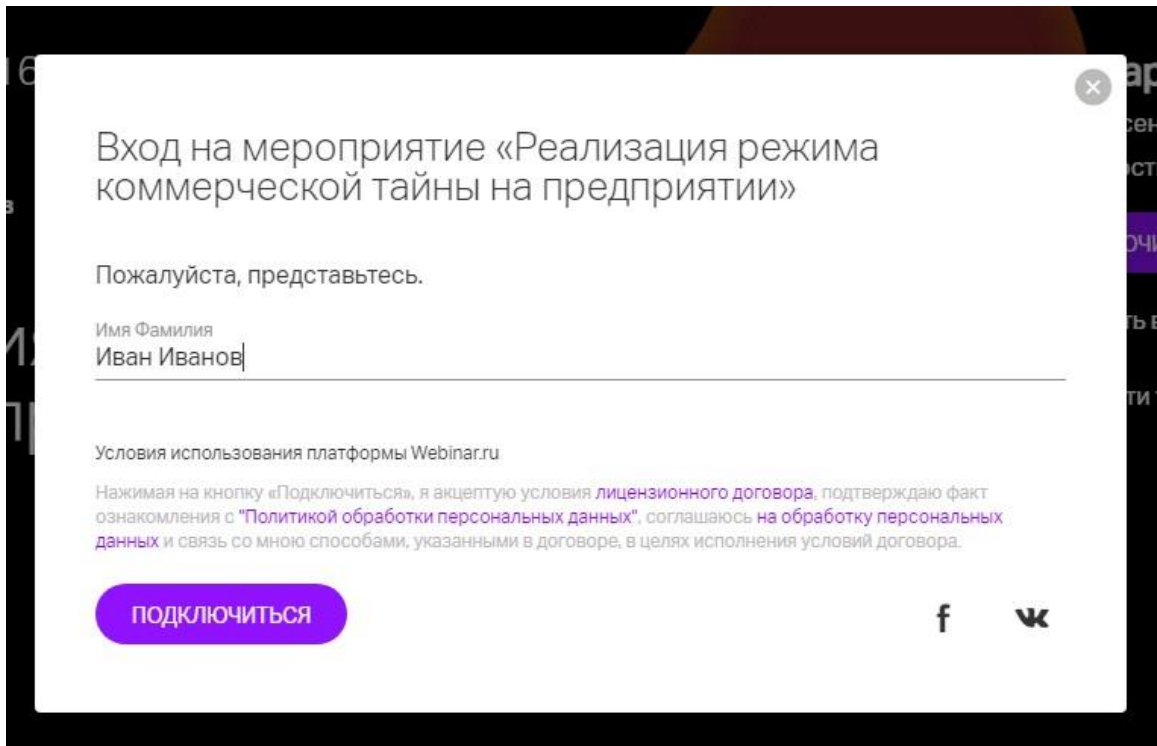 16
Вход на мероприятие «Реализация режима
коммерческой тайны на предприятии»
Пожалуйста, представьтесь.
Имя Фамилия
Иван Иванов
Условия использования платформы Webinar.ru
Нажимая на кнопку «Подключиться», я акцептую условия лицензионного договора, подтверждаю факт
ознакомления с "Политикой обработки персональных данных", соглашаюсь на обработку персональных
данных и связь со мною способами, указанными в договоре, в целях исполнения условий договора.
ПОДКЛЮЧИТЬСЯ